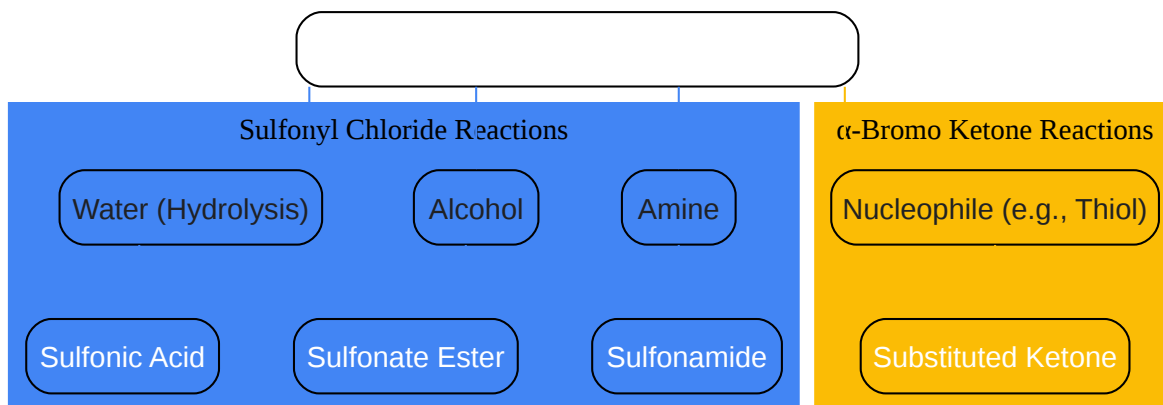 Sulfonyl Chloride Reactions
α-Bromo Ketone Reactions
Water (Hydrolysis)
Alcohol
Amine
Nucleophile (e.g., Thiol)
Sulfonic Acid
Sulfonate Ester
Sulfonamide
Substituted Ketone